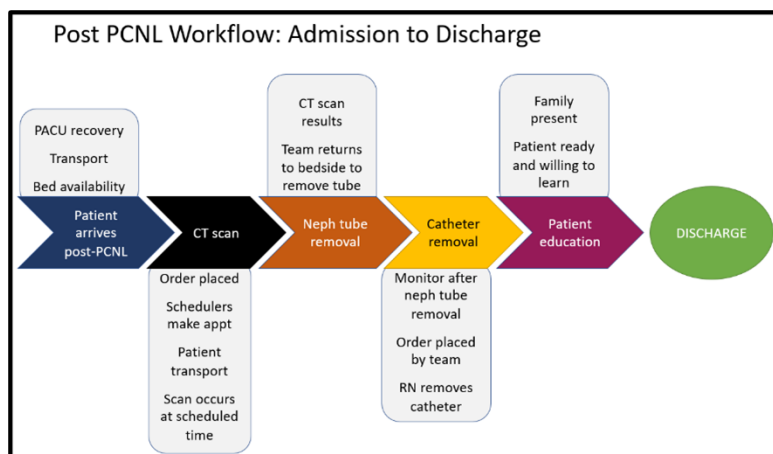 Post PCNL Workflow: Admission to Discharge
PACU recovery
Transport
Bed availability
Patient
arrives
post-PCNL
CT scan
Order placed
Schedulers
make appt
Patient
transport
Scan occurs
at scheduled
time
CT scan
results
Team returns
to bedside to
remove tube
Neph tube
removal
Catheter
removal
Monitor after
neph tube
removal
Order placed
by team
RN removes
catheter
Family
present
Patient ready
and willing to
learn
Patient
education
DISCHARGE